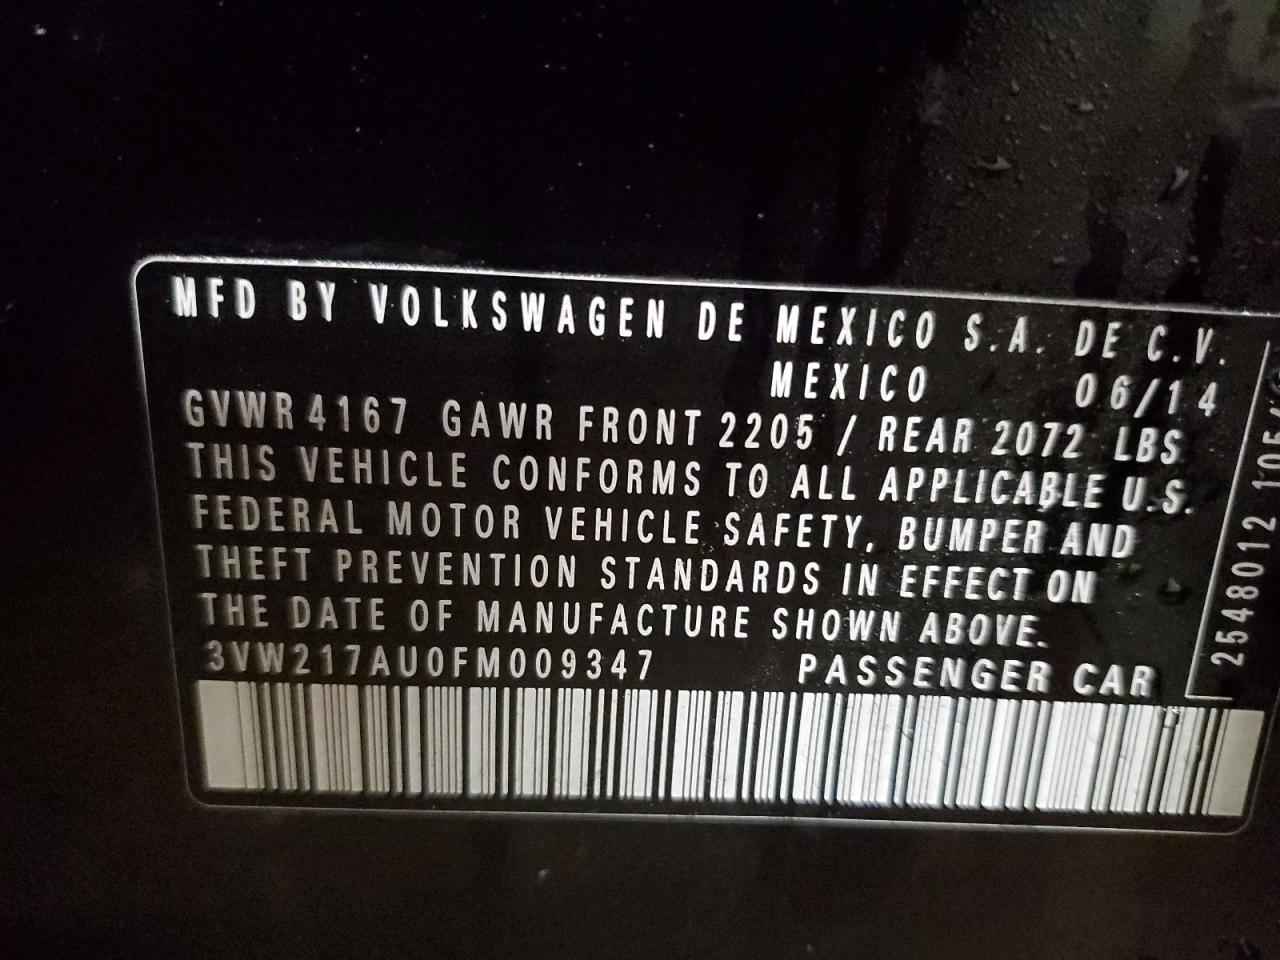 MFD BY VOLKSWAGEN DE MEXICO S.A. DE C.V.
MEXICO 06/14
GVWR 4167 GAWR FRONT 2205 / REAR 2072 LBS
THIS VEHICLE CONFORMS TO ALL APPLICABLE U.S.
FEDERAL MOTOR VEHICLE SAFETY, BUMPER AND
THEFT PREVENTION STANDARDS IN EFFECT ON
THE DATE OF MANUFACTURE SHOWN ABOVE.
3VW217AU0FM009347 PASSENGER CAR
2548012